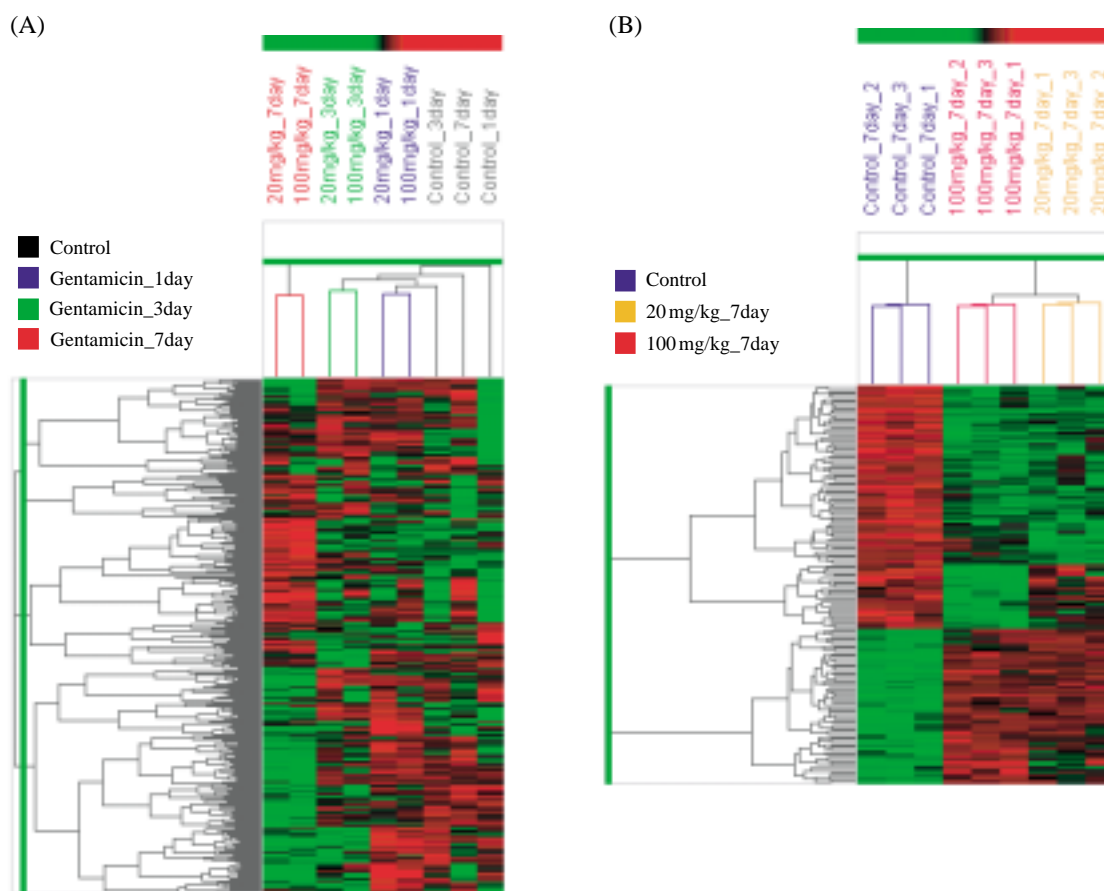 (A)
20mg/kg_7day
100mg/kg_7day
20mg/kg_3day
100mg/kg_3day
20mg/kg_1day
100mg/kg_1day
Control_3day
Control_7day
Control_1day
Control
Gentamicin_1day
Gentamicin_3day
Gentamicin_7day
(B)
Control_7day_2
Control_7day_3
Control_7day_1
100mg/kg_7day_2
100mg/kg_7day_3
100mg/kg_7day_1
20mg/kg_7day_1
20mg/kg_7day_3
20mg/kg_7day_2
Control
20 mg/kg_7day
100 mg/kg_7day